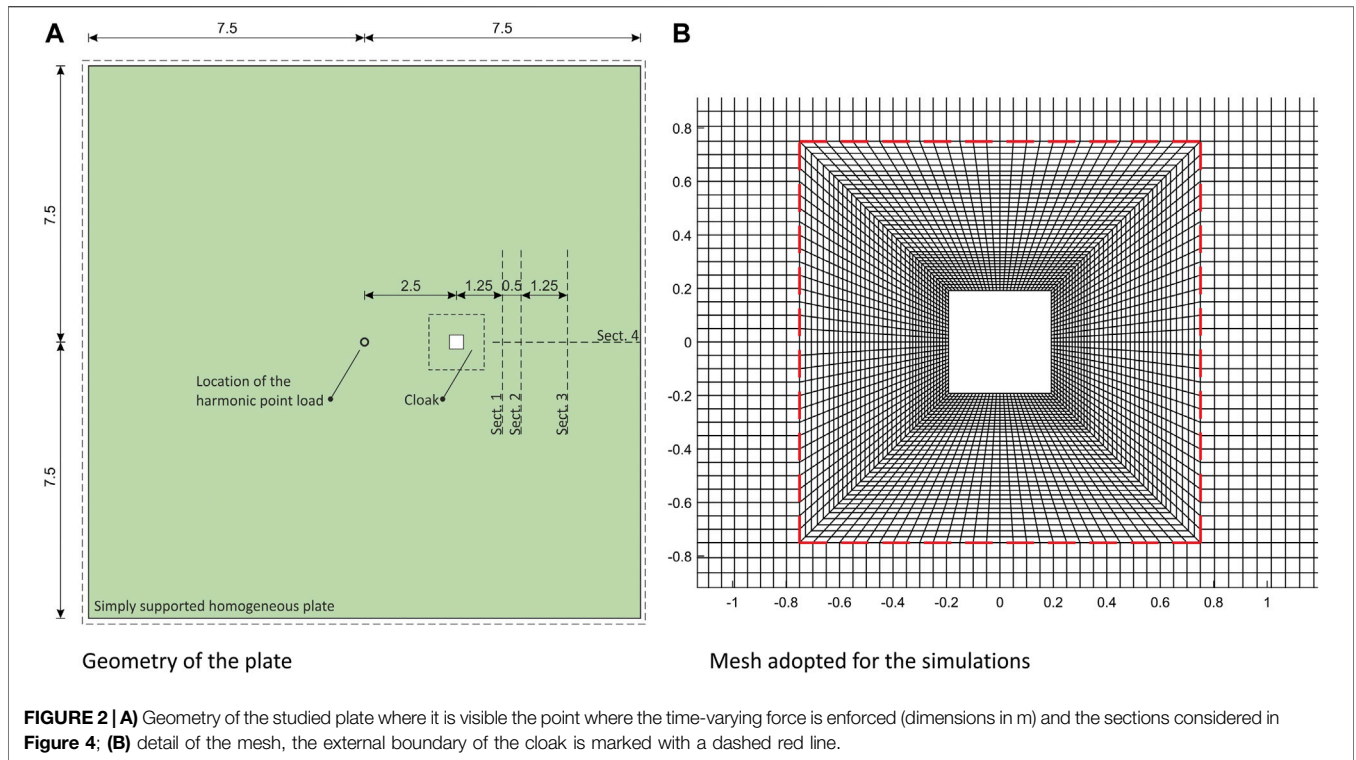 A
B
7.5
7.5
7.5
7.5
2.5
1.25
0.5
1.25
Sect. 4
Location of the
harmonic point load
Cloak
Sect. 1
Sect. 2
Sect. 3
Simply supported homogeneous plate
Geometry of the plate
0.8
0.6
0.4
0.2
0
-0.2
-0.4
-0.6
-0.8
-1
-0.8
-0.6
-0.4
-0.2
0
0.2
0.4
0.6
0.8
1
Mesh adopted for the simulations
FIGURE 2 | A) Geometry of the studied plate where it is visible the point where the time-varying force is enforced (dimensions in m) and the sections considered in
Figure 4; (B) detail of the mesh, the external boundary of the cloak is marked with a dashed red line.